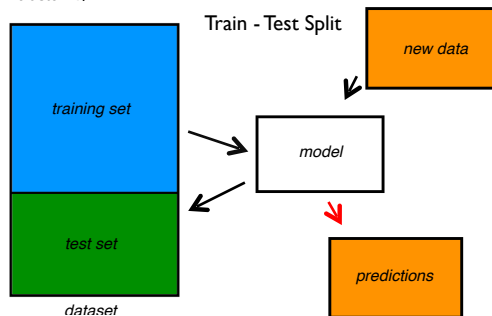 Train - Test Split
new data
training set
model
test set
predictions
dataset